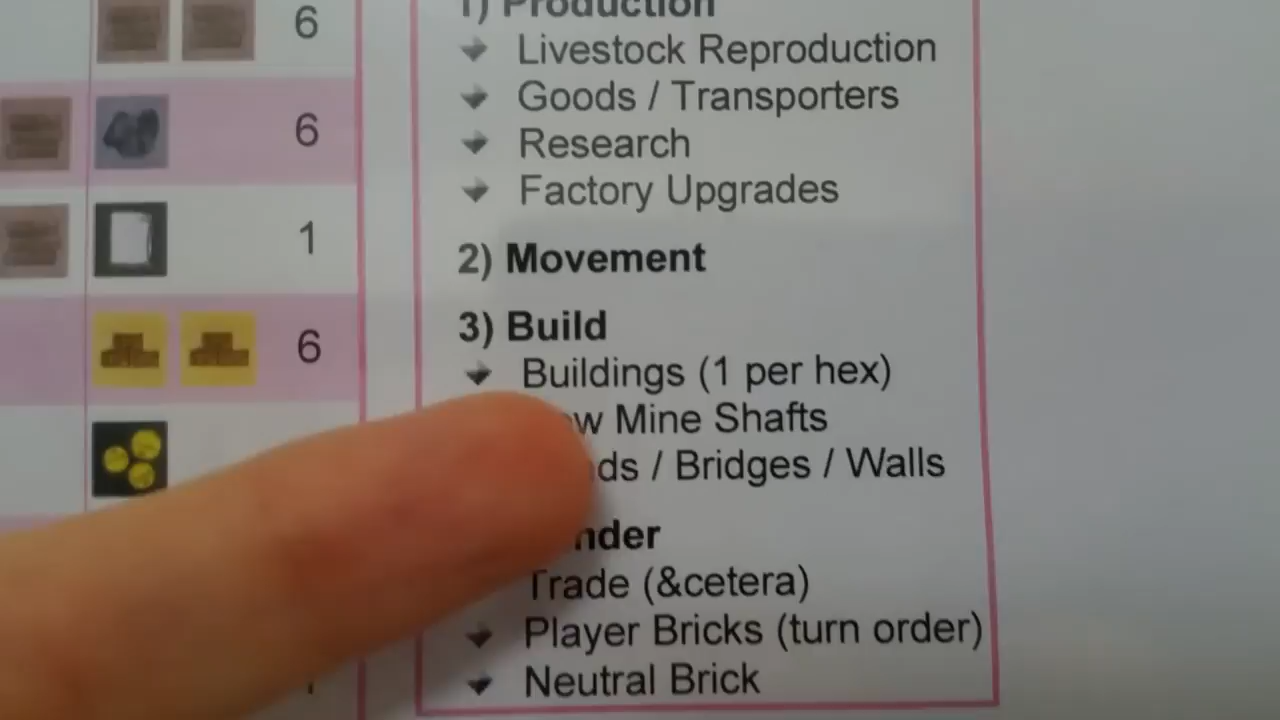 6
6
1
6
1) Production
Livestock Reproduction
Goods / Transporters
Research
Factory Upgrades
2) Movement
3) Build
Buildings (1 per hex)
Mine Shafts
/ Bridges / Walls
Trade (&cetera)
Player Bricks (turn order)
Neutral Brick